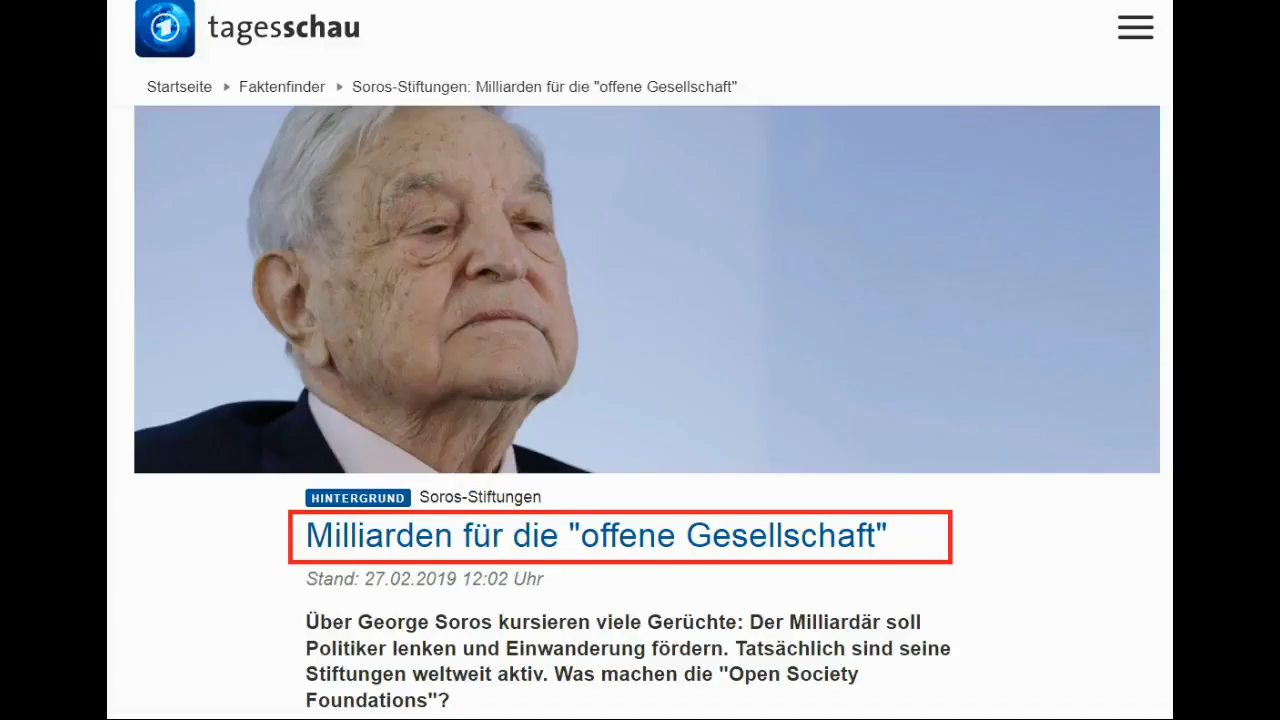 tagesschau
Startseite Faktenfinder Soros-Stiftungen: Milliarden für die "offene Gesellschaft"
HINTERGRUND Soros-Stiftungen
Milliarden für die "offene Gesellschaft"
Stand: 27.02.2019 12:02 Uhr
Über George Soros kursieren viele Gerüchte: Der Milliardär soll
Politiker lenken und Einwanderung fördern. Tatsächlich sind seine
Stiftungen weltweit aktiv. Was machen die "Open Society
Foundations"?